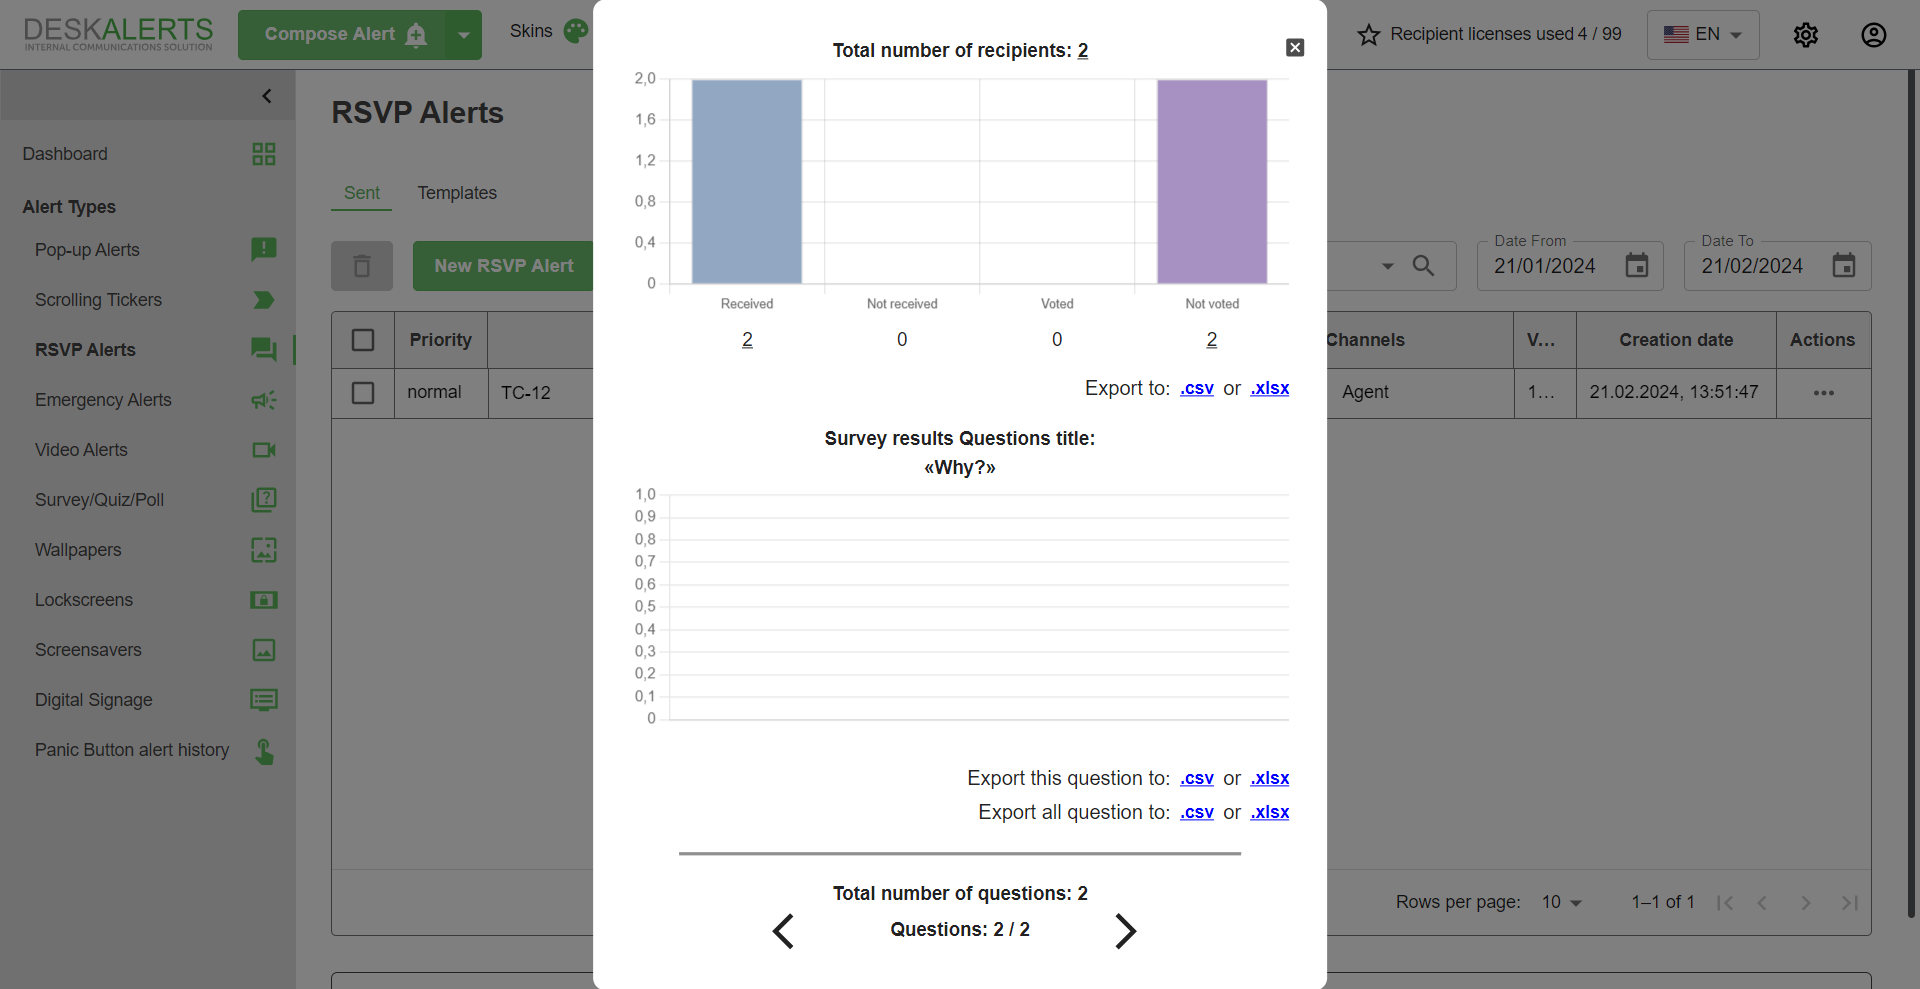 DESKALERTS
INTERNAL COMMUNICATIONS SOLUTION
Compose Alert
Skins
Recipient licenses used 4 / 99
EN
Dashboard
Alert Types
Pop-up Alerts
Scrolling Tickers
RSVP Alerts
Emergency Alerts
Video Alerts
Survey/Quiz/Poll
Wallpapers
Lockscreens
Screensavers
Digital Signage
Panic Button alert history
RSVP Alerts
Sent Templates
New RSVP Alert
Date From
21/01/2024
Date To
21/02/2024
Priority Channels V... Creation date Actions
normal TC-12 Agent 1... 21.02.2024, 13:51:47
Rows per page: 10 1–1 of 1
Total number of recipients: 2
2,0
1,6
1,2
0,8
0,4
0
Received Not received Voted Not voted
2 0 0 2
Export to: .csv or .xlsx
Survey results Questions title:
«Why?»
1,0
0,9
0,8
0,7
0,6
0,5
0,4
0,3
0,2
0,1
0
Export this question to: .csv or .xlsx
Export all question to: .csv or .xlsx
Total number of questions: 2
Questions: 2 / 2